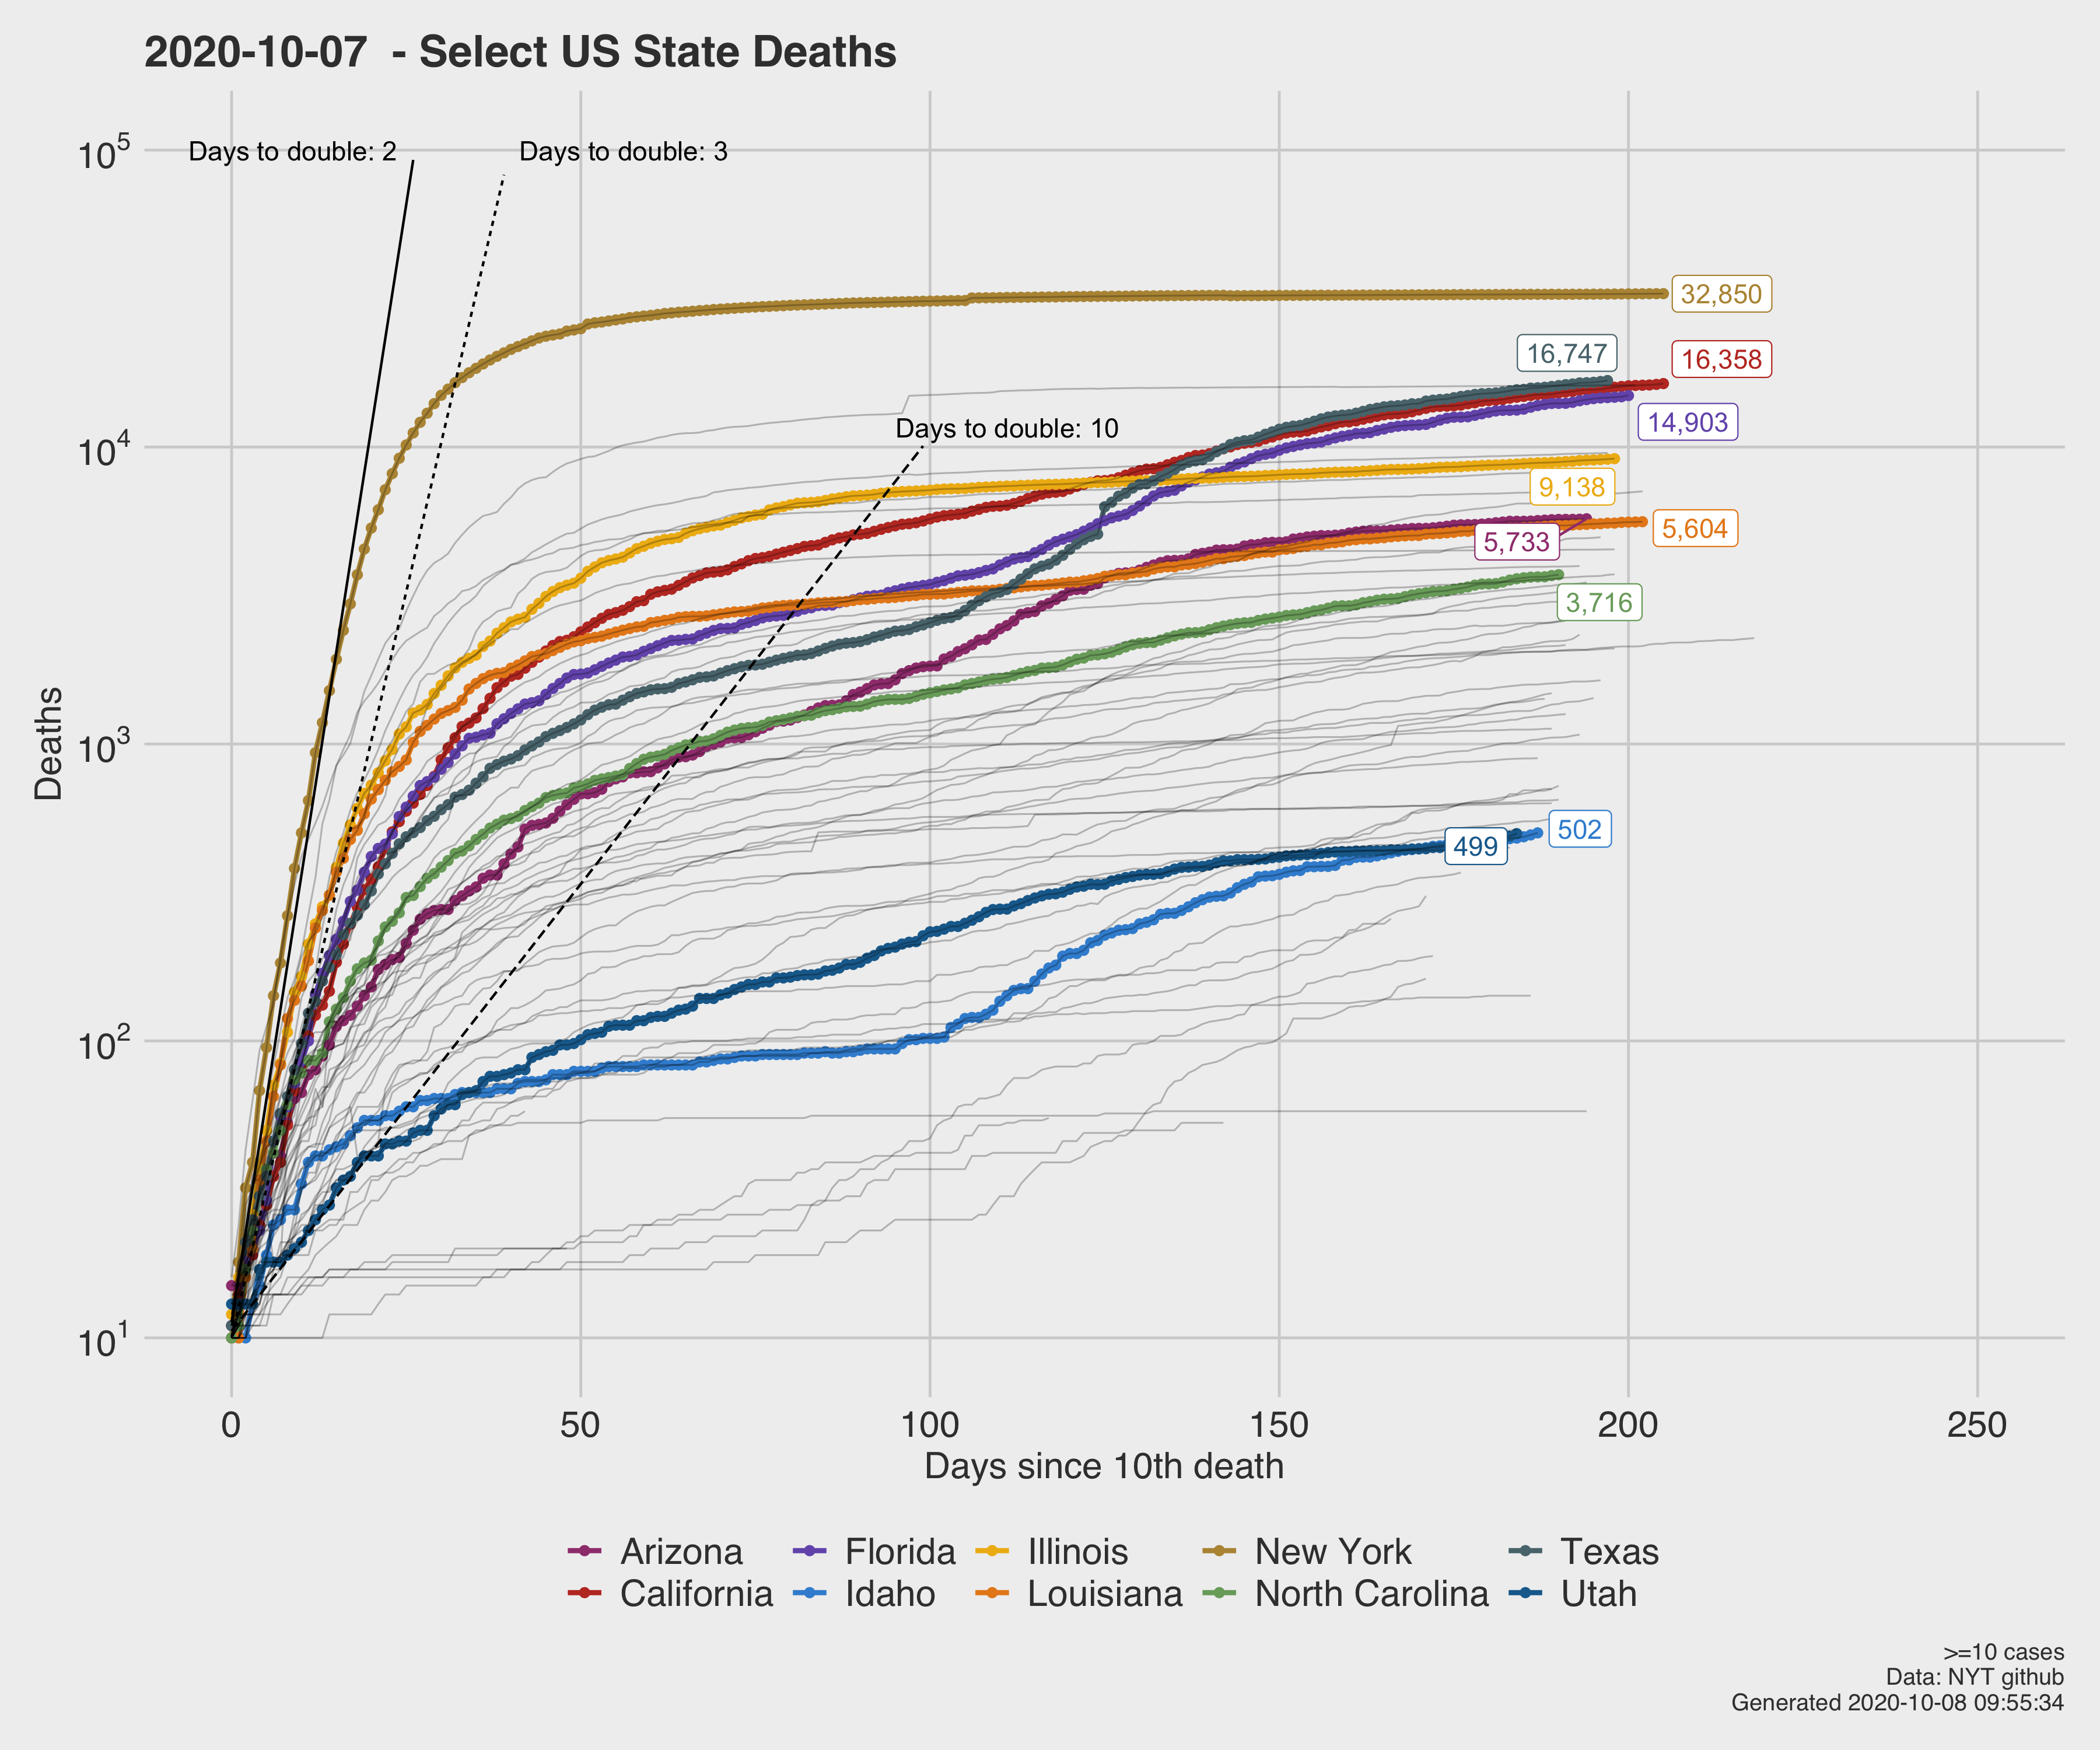 2020-10-07  - Select US State Deaths
10^5
Days to double: 2
Days to double: 3
32,850
16,747
16,358
14,903
10^4
Days to double: 10
9,138
5,733
5,604
3,716
Deaths
10^3
502
499
10^2
10^1
0 50 100 150 200 250
Days since 10th death
Arizona Florida Illinois New York Texas
California Idaho Louisiana North Carolina Utah
>=10 cases
Data: NYT github
Generated 2020-10-08 09:55:34